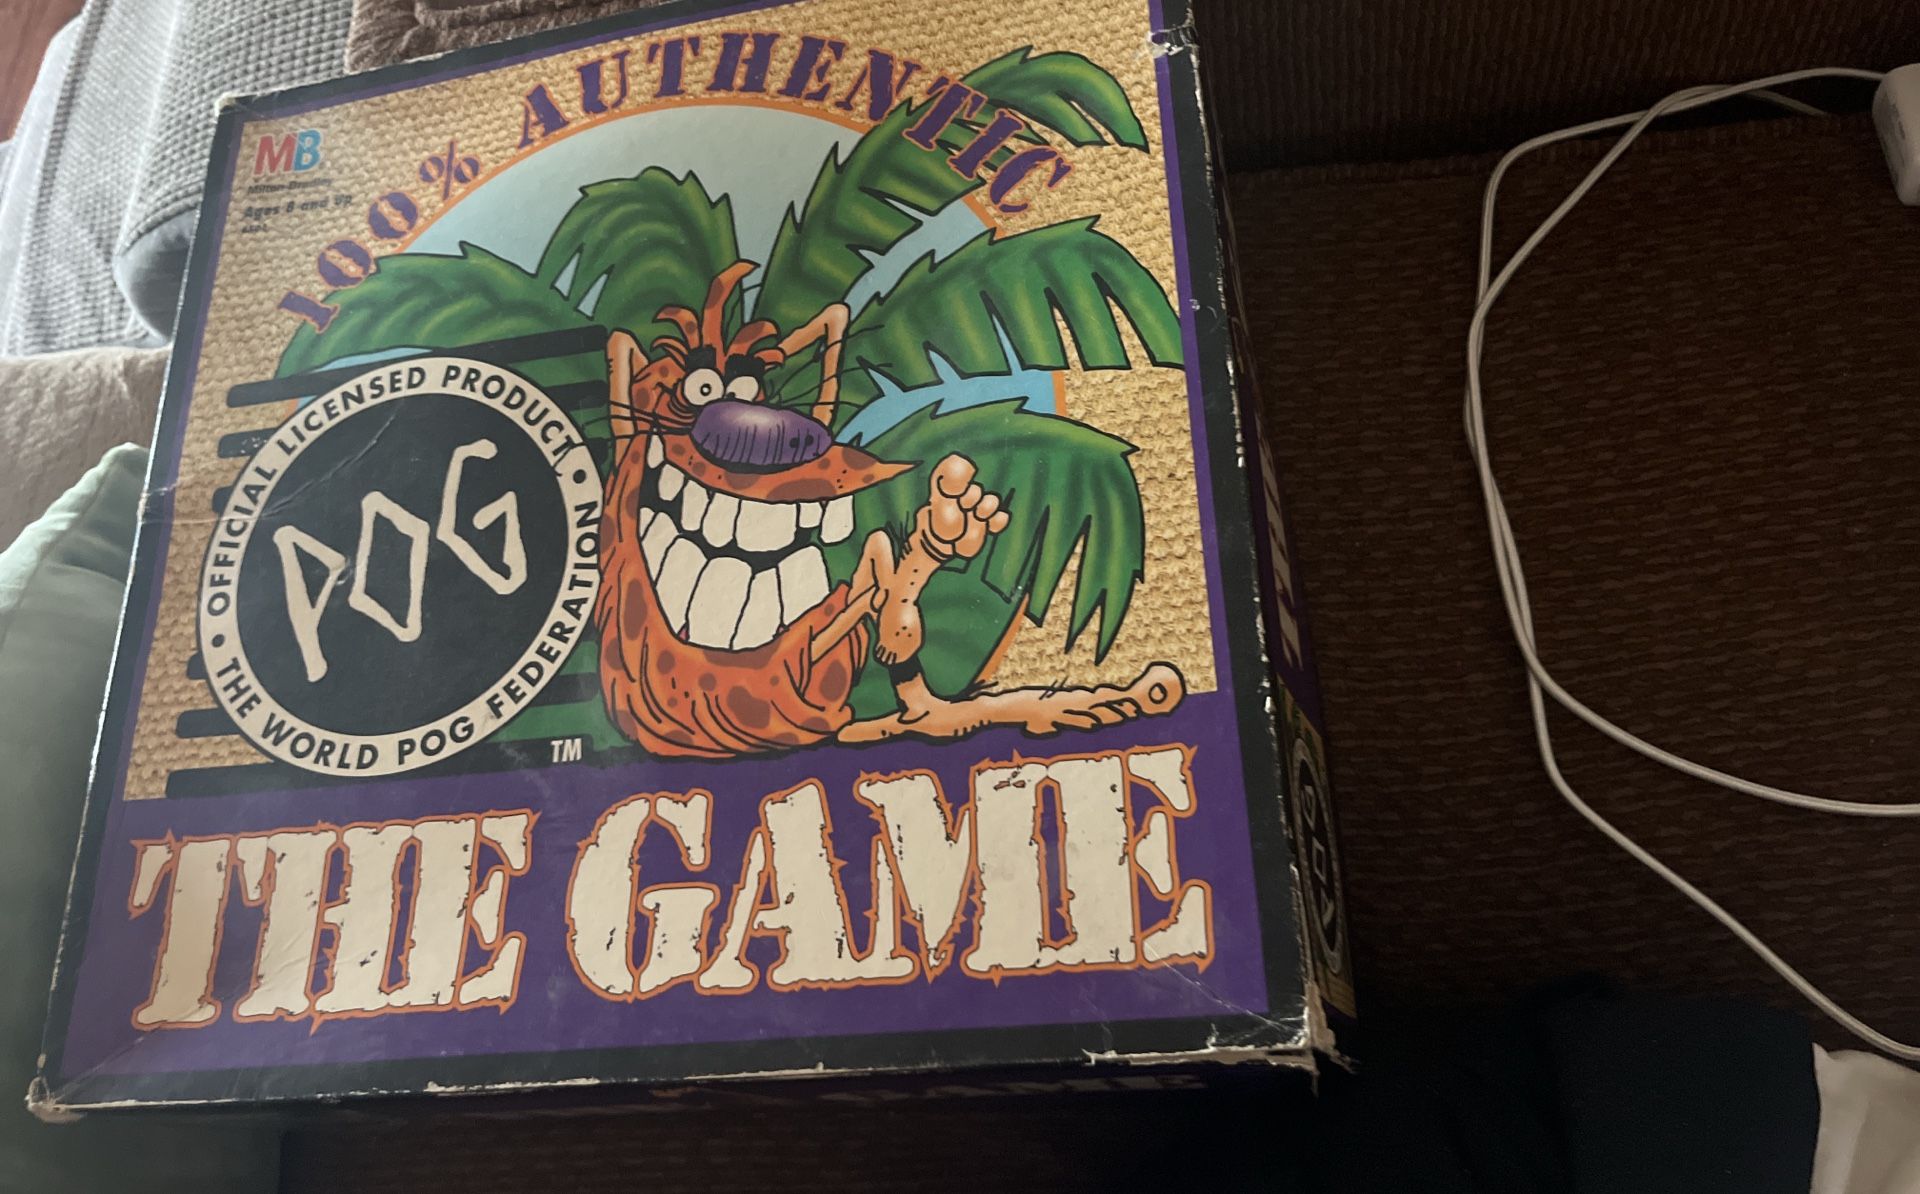 100% AUTHENTIC
MB
Milton Bradley
Ages 8 and Up
• OFFICIAL LICENSED PRODUCT •
POG
THE WORLD POG FEDERATION
TM
THE GAME